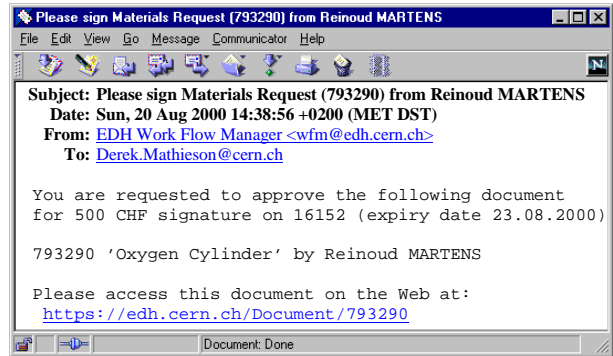 Please sign Materials Request (793290) from Reinoud MARTENS
File Edit View Go Message Communicator Help
N
Subject: Please sign Materials Request (793290) from Reinoud MARTENS
Date: Sun, 20 Aug 2000 14:38:56 +0200 (MET DST)
From: EDH Work Flow Manager <wfm@edh.cern.ch>
To: Derek.Mathieson@cern.ch
You are requested to approve the following document
for 500 CHF signature on 16152 (expiry date 23.08.2000)
793290 'Oxygen Cylinder' by Reinoud MARTENS
Please access this document on the Web at:
https://edh.cern.ch/Document/793290
Document: Done